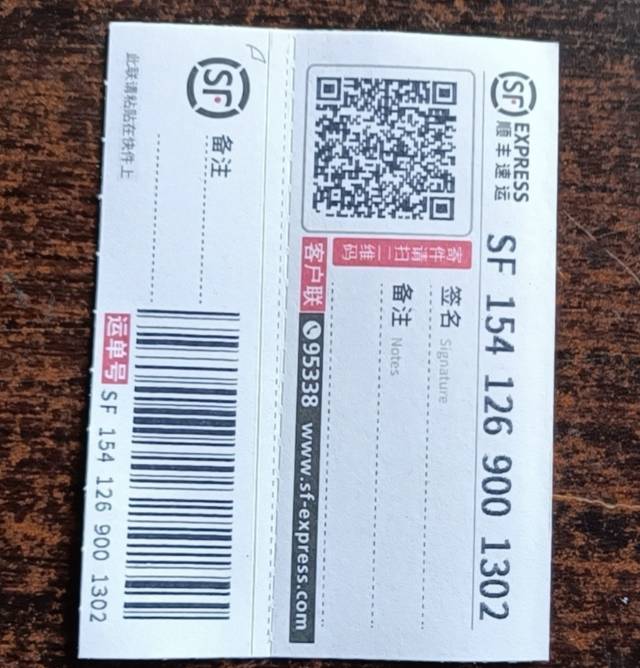 SF EXPRESS
顺丰速运
SF 154 126 900 1302
签名 Signature
备注 Notes
寄件请扫二维码
客户联
95338 www.sf-express.com
SF
备注
运单号 SF 154 126 900 1302
此联请粘贴在快件上